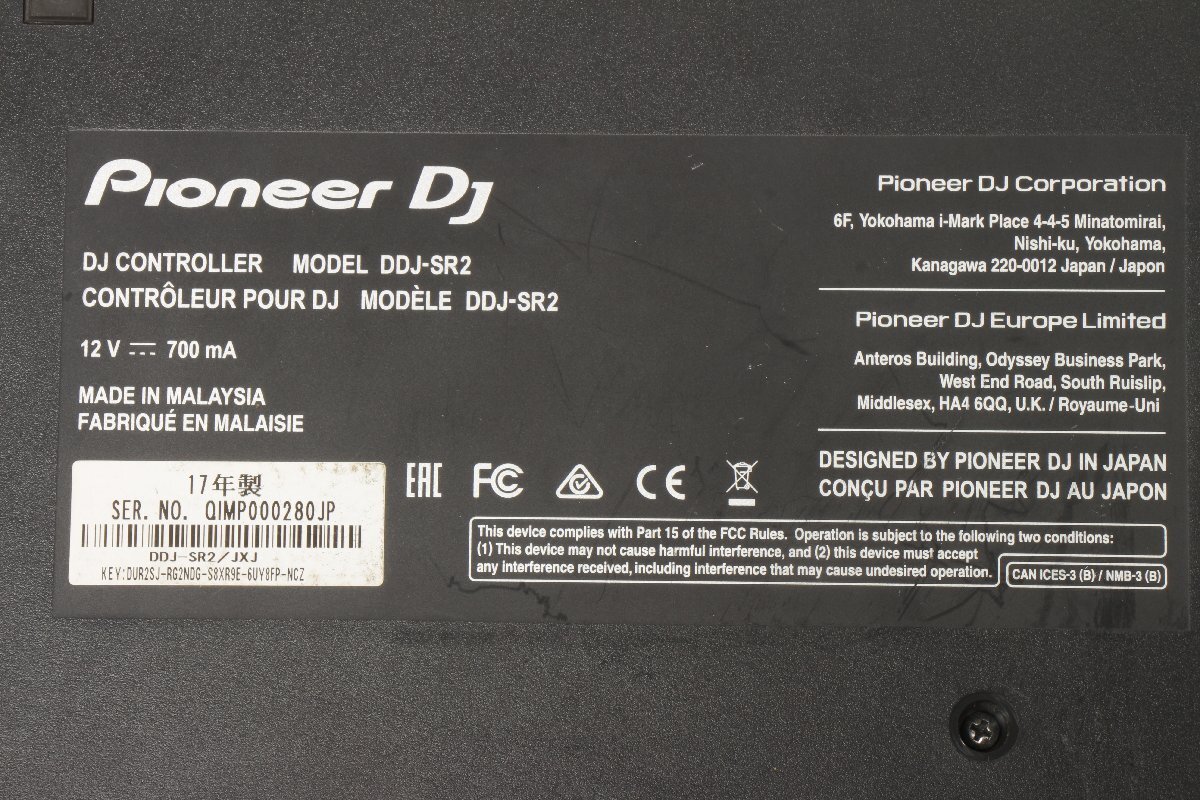 Pioneer DJ
DJ CONTROLLER MODEL DDJ-SR2
CONTRÔLEUR POUR DJ MODÈLE DDJ-SR2
12 V 700 mA
MADE IN MALAYSIA
FABRIQUÉ EN MALAISIE
17年製
SER. NO. QIMP000280JP
DDJ-SR2/JXJ
KEY:DUR2SJ-RG2NDG-S8XR9E-6UY8FP-NCZ
Pioneer DJ Corporation
6F, Yokohama i-Mark Place 4-4-5 Minatomirai,
Nishi-ku, Yokohama,
Kanagawa 220-0012 Japan / Japon
Pioneer DJ Europe Limited
Anteros Building, Odyssey Business Park,
West End Road, South Ruislip,
Middlesex, HA4 6QQ, U.K. / Royaume-Uni
DESIGNED BY PIONEER DJ IN JAPAN
CONÇU PAR PIONEER DJ AU JAPON
EAC FC CE
This device complies with Part 15 of the FCC Rules. Operation is subject to the following two conditions:
(1) This device may not cause harmful interference, and (2) this device must accept
any interference received, including interference that may cause undesired operation.
CAN ICES-3 (B) / NMB-3 (B)